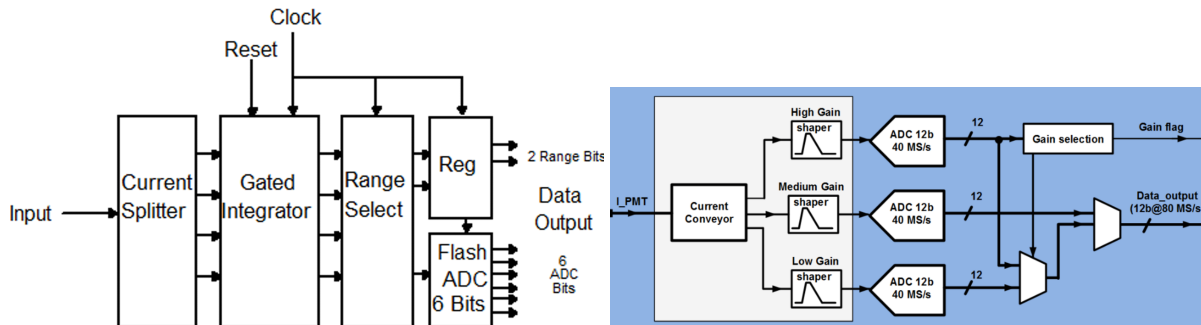 Clock
Reset
Input
Current
Splitter
Gated
Integrator
Range
Select
Reg
2 Range Bits
Data
Output
Flash
ADC
6 Bits
6
ADC
Bits
I_PMT
Current
Conveyor
High Gain
shaper
Medium Gain
shaper
Low Gain
shaper
ADC 12b
40 MS/s
12
ADC 12b
40 MS/s
12
ADC 12b
40 MS/s
12
Gain selection
Gain flag
Data_output
(12b@80 MS/s